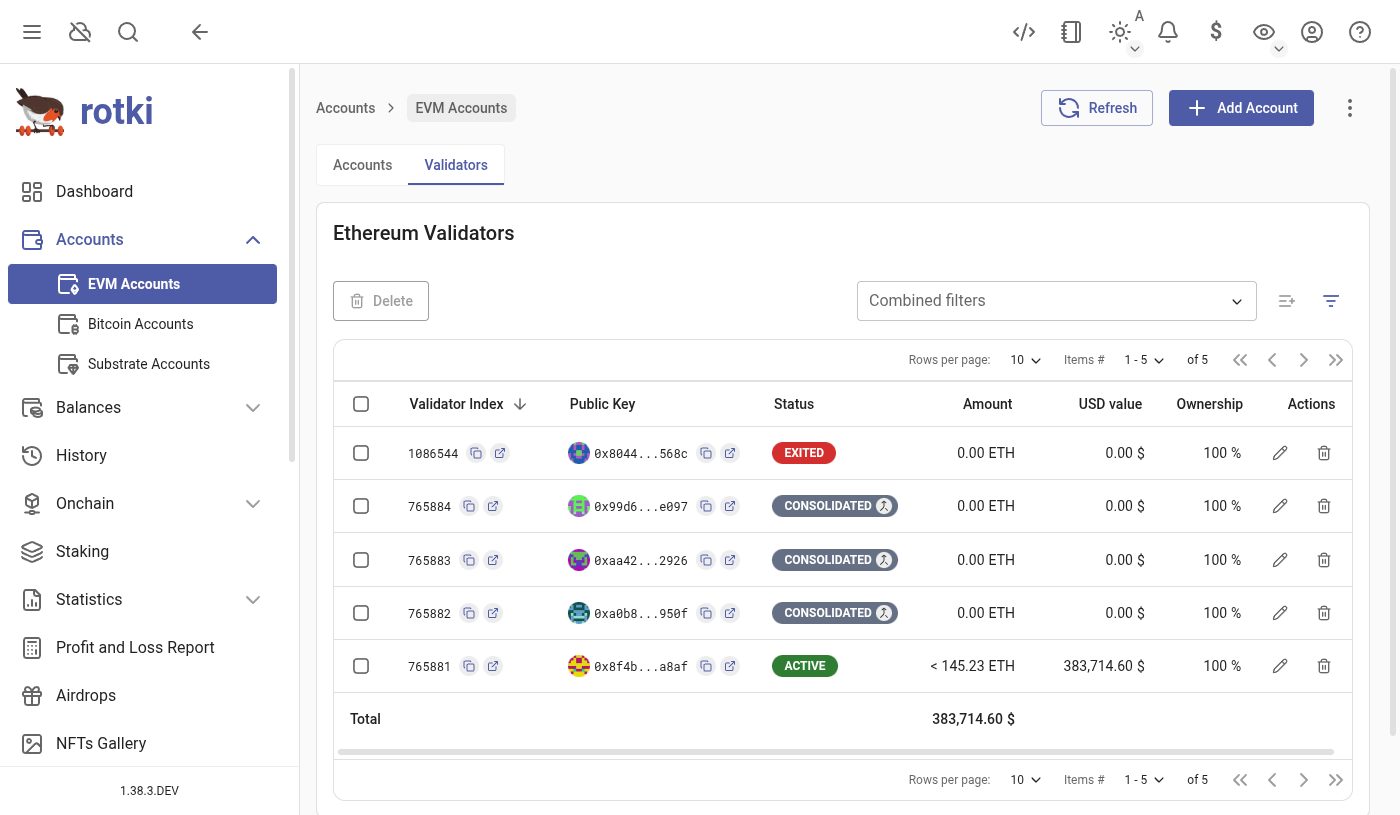 A
$
rotki
Dashboard
Accounts
EVM Accounts
Bitcoin Accounts
Substrate Accounts
Balances
History
Onchain
Staking
Statistics
Profit and Loss Report
Airdrops
NFTs Gallery
1.38.3.DEV
Accounts > EVM Accounts
Refresh
Add Account
Accounts Validators
Ethereum Validators
Delete
Combined filters
Rows per page: 10 Items # 1 - 5 of 5
Validator Index Public Key Status Amount USD value Ownership Actions
1086544 0x8044...568c EXITED 0.00 ETH 0.00 $ 100 %
765884 0x99d6...e097 CONSOLIDATED 0.00 ETH 0.00 $ 100 %
765883 0xaa42...2926 CONSOLIDATED 0.00 ETH 0.00 $ 100 %
765882 0xa0b8...950f CONSOLIDATED 0.00 ETH 0.00 $ 100 %
765881 0x8f4b...a8af ACTIVE < 145.23 ETH 383,714.60 $ 100 %
Total 383,714.60 $
Rows per page: 10 Items # 1 - 5 of 5